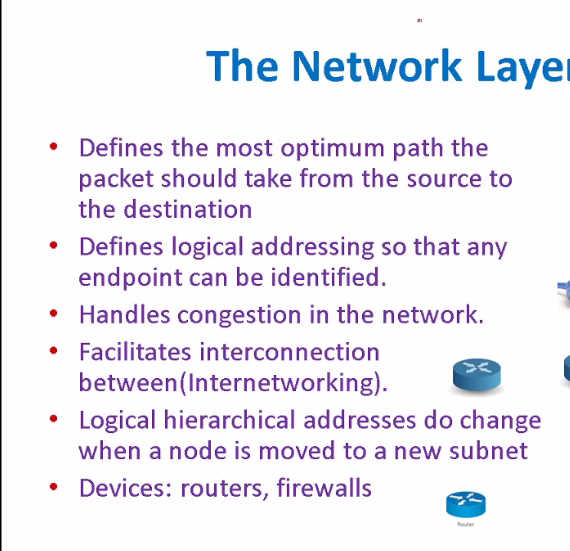 The Network Layer
• Defines the most optimum path the
packet should take from the source to
the destination
• Defines logical addressing so that any
endpoint can be identified.
• Handles congestion in the network.
• Facilitates interconnection
between(Internetworking).
• Logical hierarchical addresses do change
when a node is moved to a new subnet
• Devices: routers, firewalls
Router